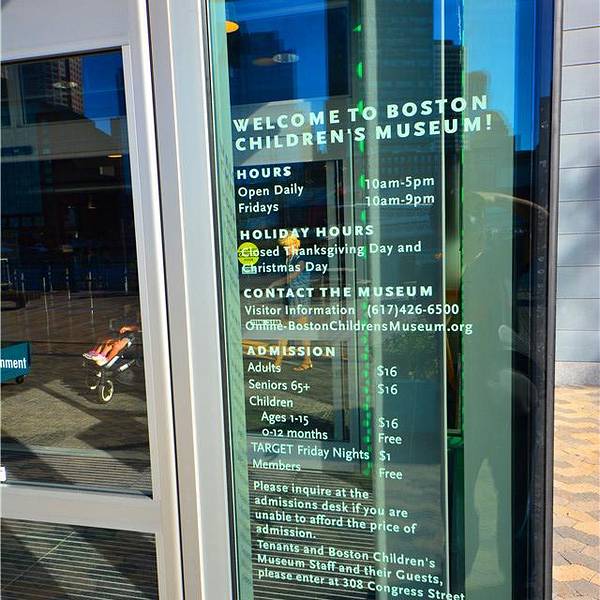 WELCOME TO BOSTON
CHILDREN'S MUSEUM!
HOURS
Open Daily 10am-5pm
Fridays 10am-9pm
HOLIDAY HOURS
Closed Thanksgiving Day and
Christmas Day
CONTACT THE MUSEUM
Visitor Information (617)426-6500
Online-BostonChildrensMuseum.org
ADMISSION
Adults $16
Seniors 65+ $16
Children
Ages 1-15 $16
0-12 months Free
TARGET Friday Nights $1
Members Free
Please inquire at the
admissions desk if you are
unable to afford the price of
admission.
Tenants and Boston Children's
Museum Staff and their Guests,
please enter at 308 Congress Street